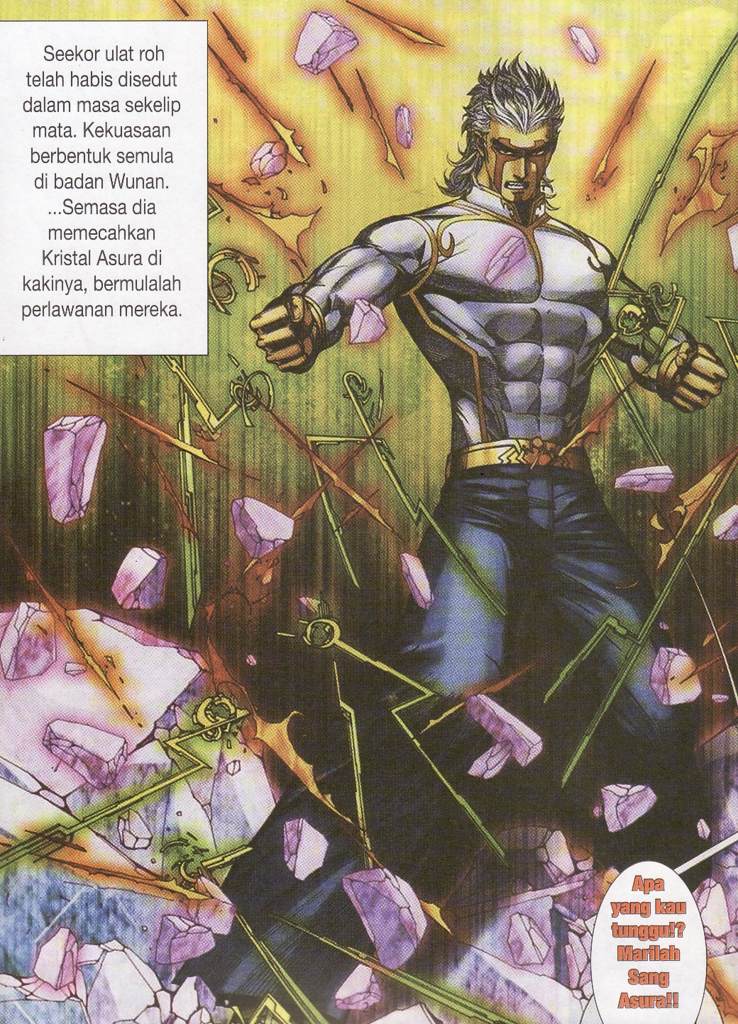 Seekor ulat roh
telah habis disedut
dalam masa sekelip
mata. Kekuasaan
berbentuk semula
di badan Wunan.
...Semasa dia
memecahkan
Kristal Asura di
kakinya, bermulalah
perlawanan mereka.
Apa
yang kau
tunggu!?
Marilah
Sang
Asura!!